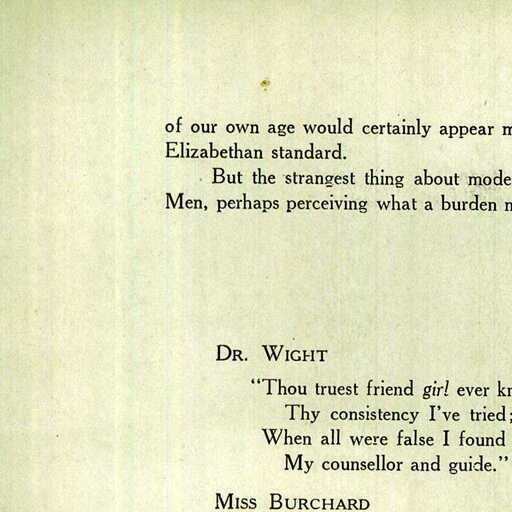 of our own age would certainly appear
Elizabethan standard.
But the strangest thing about
Men, perhaps perceiving what a burden
DR. WIGHT
"Thou truest friend girl ever
Thy consistency I've tried;
When all were false I found
My counsellor and guide."
MISS BURCHARD